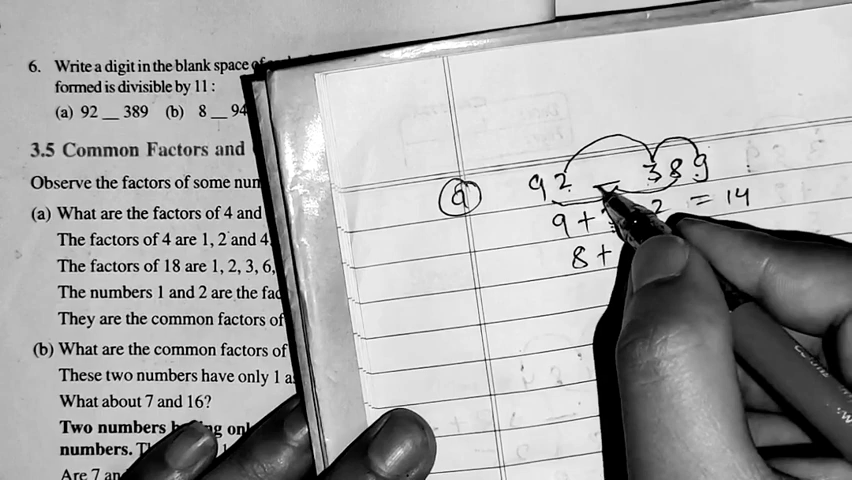 6. Write a digit in the blank space
formed is divisible by 11 :
(a) 92 __ 389 (b) 8 __ 94
3.5 Common Factors and
Observe the factors of some
(a) What are the factors of 4 and
The factors of 4 are 1, 2 and 4
The factors of 18 are 1, 2, 3, 6,
The numbers 1 and 2 are the
They are the common factors of
(b) What are the common factors of
These two numbers have only 1
What about 7 and 16?
Two numbers
numbers.
Are 7
(a) 92 _ 389
9 + 3 2 = 14
8 +